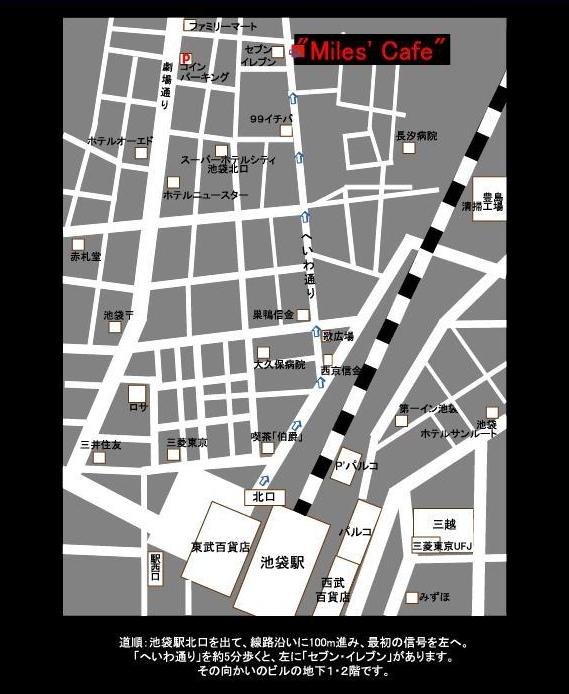 ファミリーマート
セブン
イレブン
"Miles' Cafe"
P
コイン
パーキング
劇場通り
99イチバ
ホテルオーエド
スーパーホテルシティ
池袋北口
長汐病院
ホテルニュースター
豊島
清掃工場
へいわ通り
赤札堂
池袋〒
巣鴨信金
歌広場
大久保病院
西京信金
ロサ
第一イン池袋
池袋
ホテルサンルート
三井住友
三菱東京
喫茶「伯爵」
P'パルコ
北口
三越
三菱東京UFJ
東武百貨店
池袋駅
パルコ
駅西口
西武
百貨店
みずほ
道順：池袋駅北口を出て、線路沿いに100m進み、最初の信号を左へ。
「へいわ通り」を約5分歩くと、左に「セブン・イレブン」があります。
その向かいのビルの地下1・2階です。